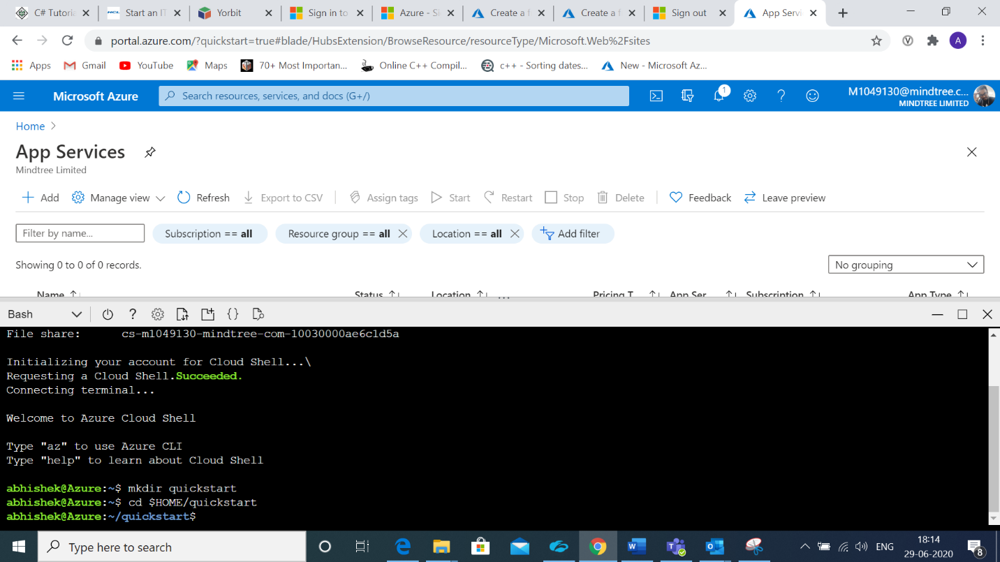 C# Tutoria
Start an IT
Yorbit
Sign in to
Azure - Si
Create a f
Create a f
Sign out
App Servi
portal.azure.com/?quickstart=true#blade/HubsExtension/BrowseResource/resourceType/Microsoft.Web%2Fsites
A
Apps
Gmail
YouTube
Maps
70+ Most Importan...
Online C++ Compil...
c++ - Sorting dates...
New - Microsoft Az...
Microsoft Azure
Search resources, services, and docs (G+/)
1
M1049130@mindtree.c...
MINDTREE LIMITED
Home >
App Services
Mindtree Limited
Add
Manage view
Refresh
Export to CSV
Assign tags
Start
Restart
Stop
Delete
Feedback
Leave preview
Filter by name...
Subscription == all
Resource group == all
Location == all
Add filter
Showing 0 to 0 of 0 records.
No grouping
Name
Status
Location
Pricing T
App Ser
Subscription
App Type
Bash
File share: cs-m1049130-mindtree-com-10030000ae6c1d5a
Initializing your account for Cloud Shell...\
Requesting a Cloud Shell.Succeeded.
Connecting terminal...
Welcome to Azure Cloud Shell
Type "az" to use Azure CLI
Type "help" to learn about Cloud Shell
abhishek@Azure:~$ mkdir quickstart
abhishek@Azure:~$ cd $HOME/quickstart
abhishek@Azure:~/quickstart$
Type here to search
ENG
18:14
29-06-2020
8